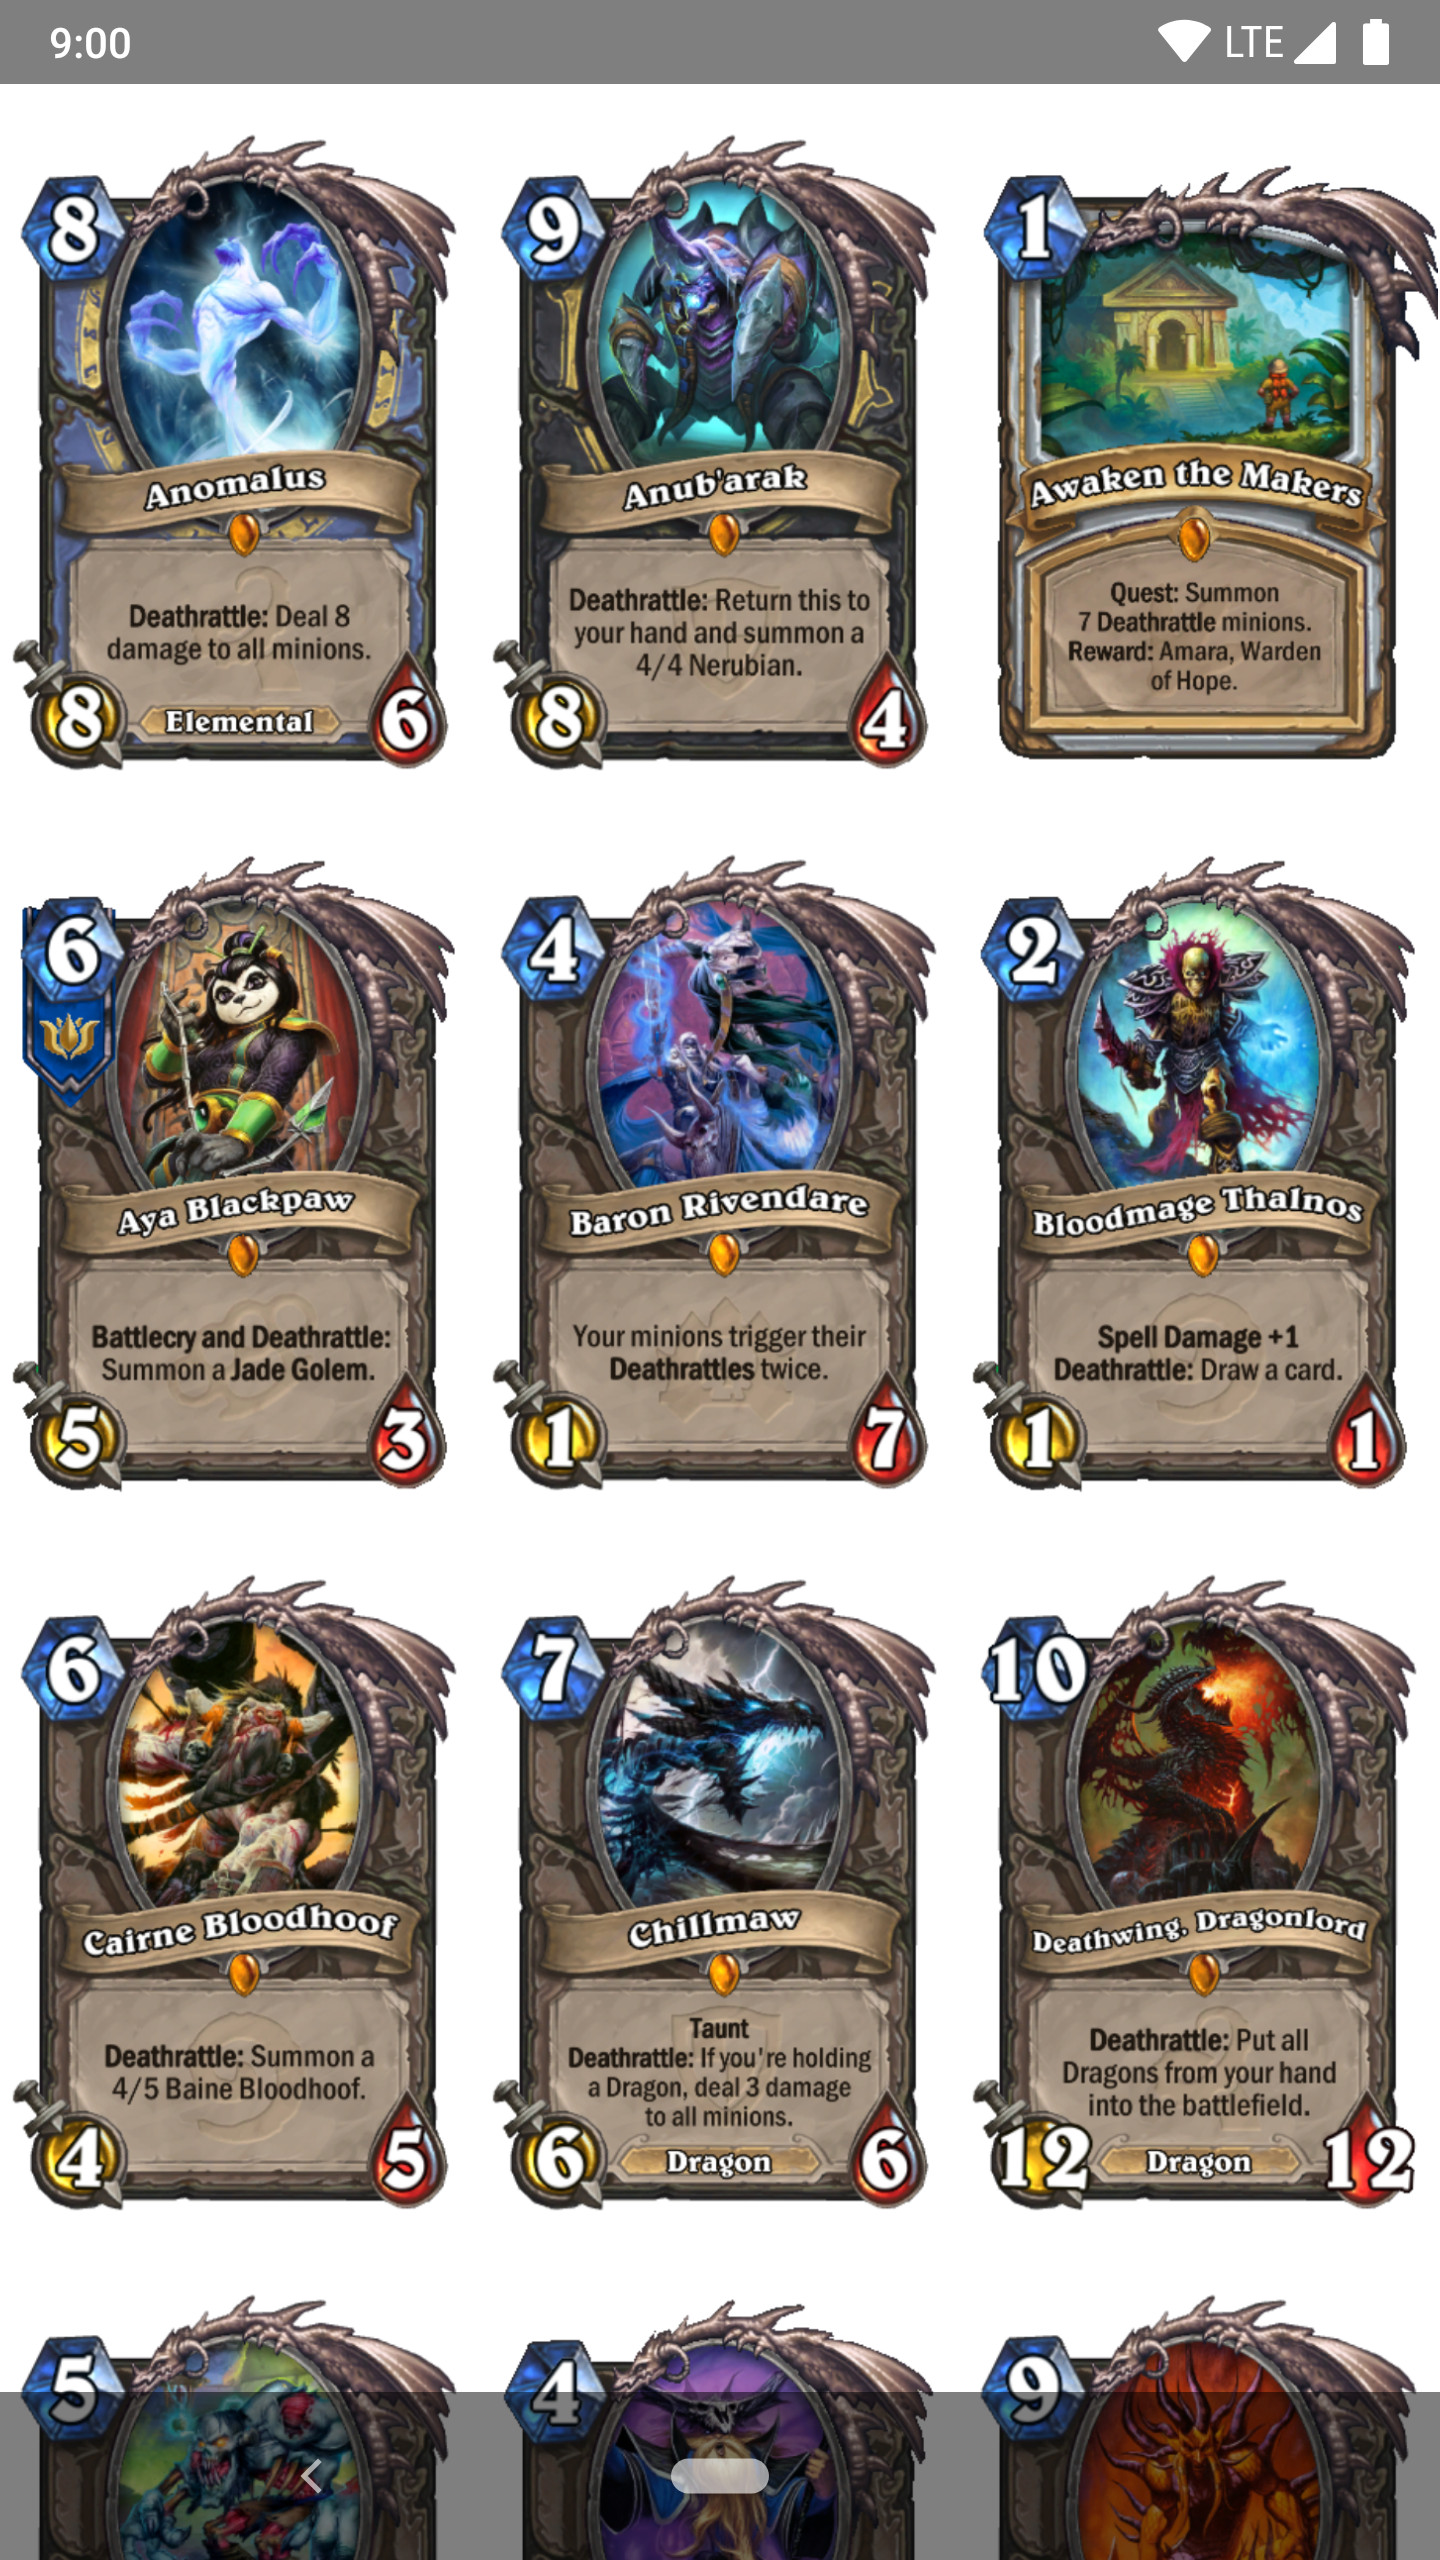 9:00
LTE
8
Anomalus
Deathrattle: Deal 8
damage to all minions.
8
Elemental
6
9
Anub'arak
Deathrattle: Return this to
your hand and summon a
4/4 Nerubian.
8
4
1
Awaken the Makers
Quest: Summon
7 Deathrattle minions.
Reward: Amara, Warden
of Hope.
6
Aya Blackpaw
Battlecry and Deathrattle:
Summon a Jade Golem.
5
3
4
Baron Rivendare
Your minions trigger their
Deathrattles twice.
1
7
2
Bloodmage Thalnos
Spell Damage +1
Deathrattle: Draw a card.
1
1
6
Cairne Bloodhoof
Deathrattle: Summon a
4/5 Baine Bloodhoof.
4
5
7
Chillmaw
Taunt
Deathrattle: If you're holding
a Dragon, deal 3 damage
to all minions.
6
Dragon
6
10
Deathwing, Dragonlord
Deathrattle: Put all
Dragons from your hand
into the battlefield.
12
Dragon
12
5
4
9